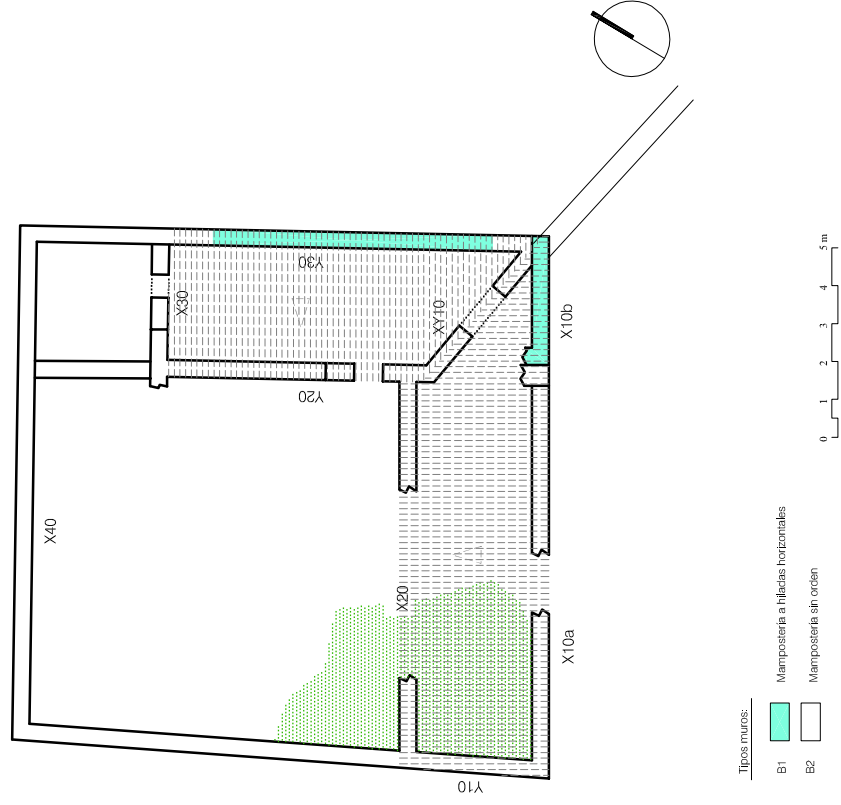 Y30
X30
XY10
X10b
Y20
X40
X20
X10a
Y10
0 1 2 3 4 5 m
Tipos muros:
B1 Mampostería a hiladas horizontales
B2 Mampostería sin orden